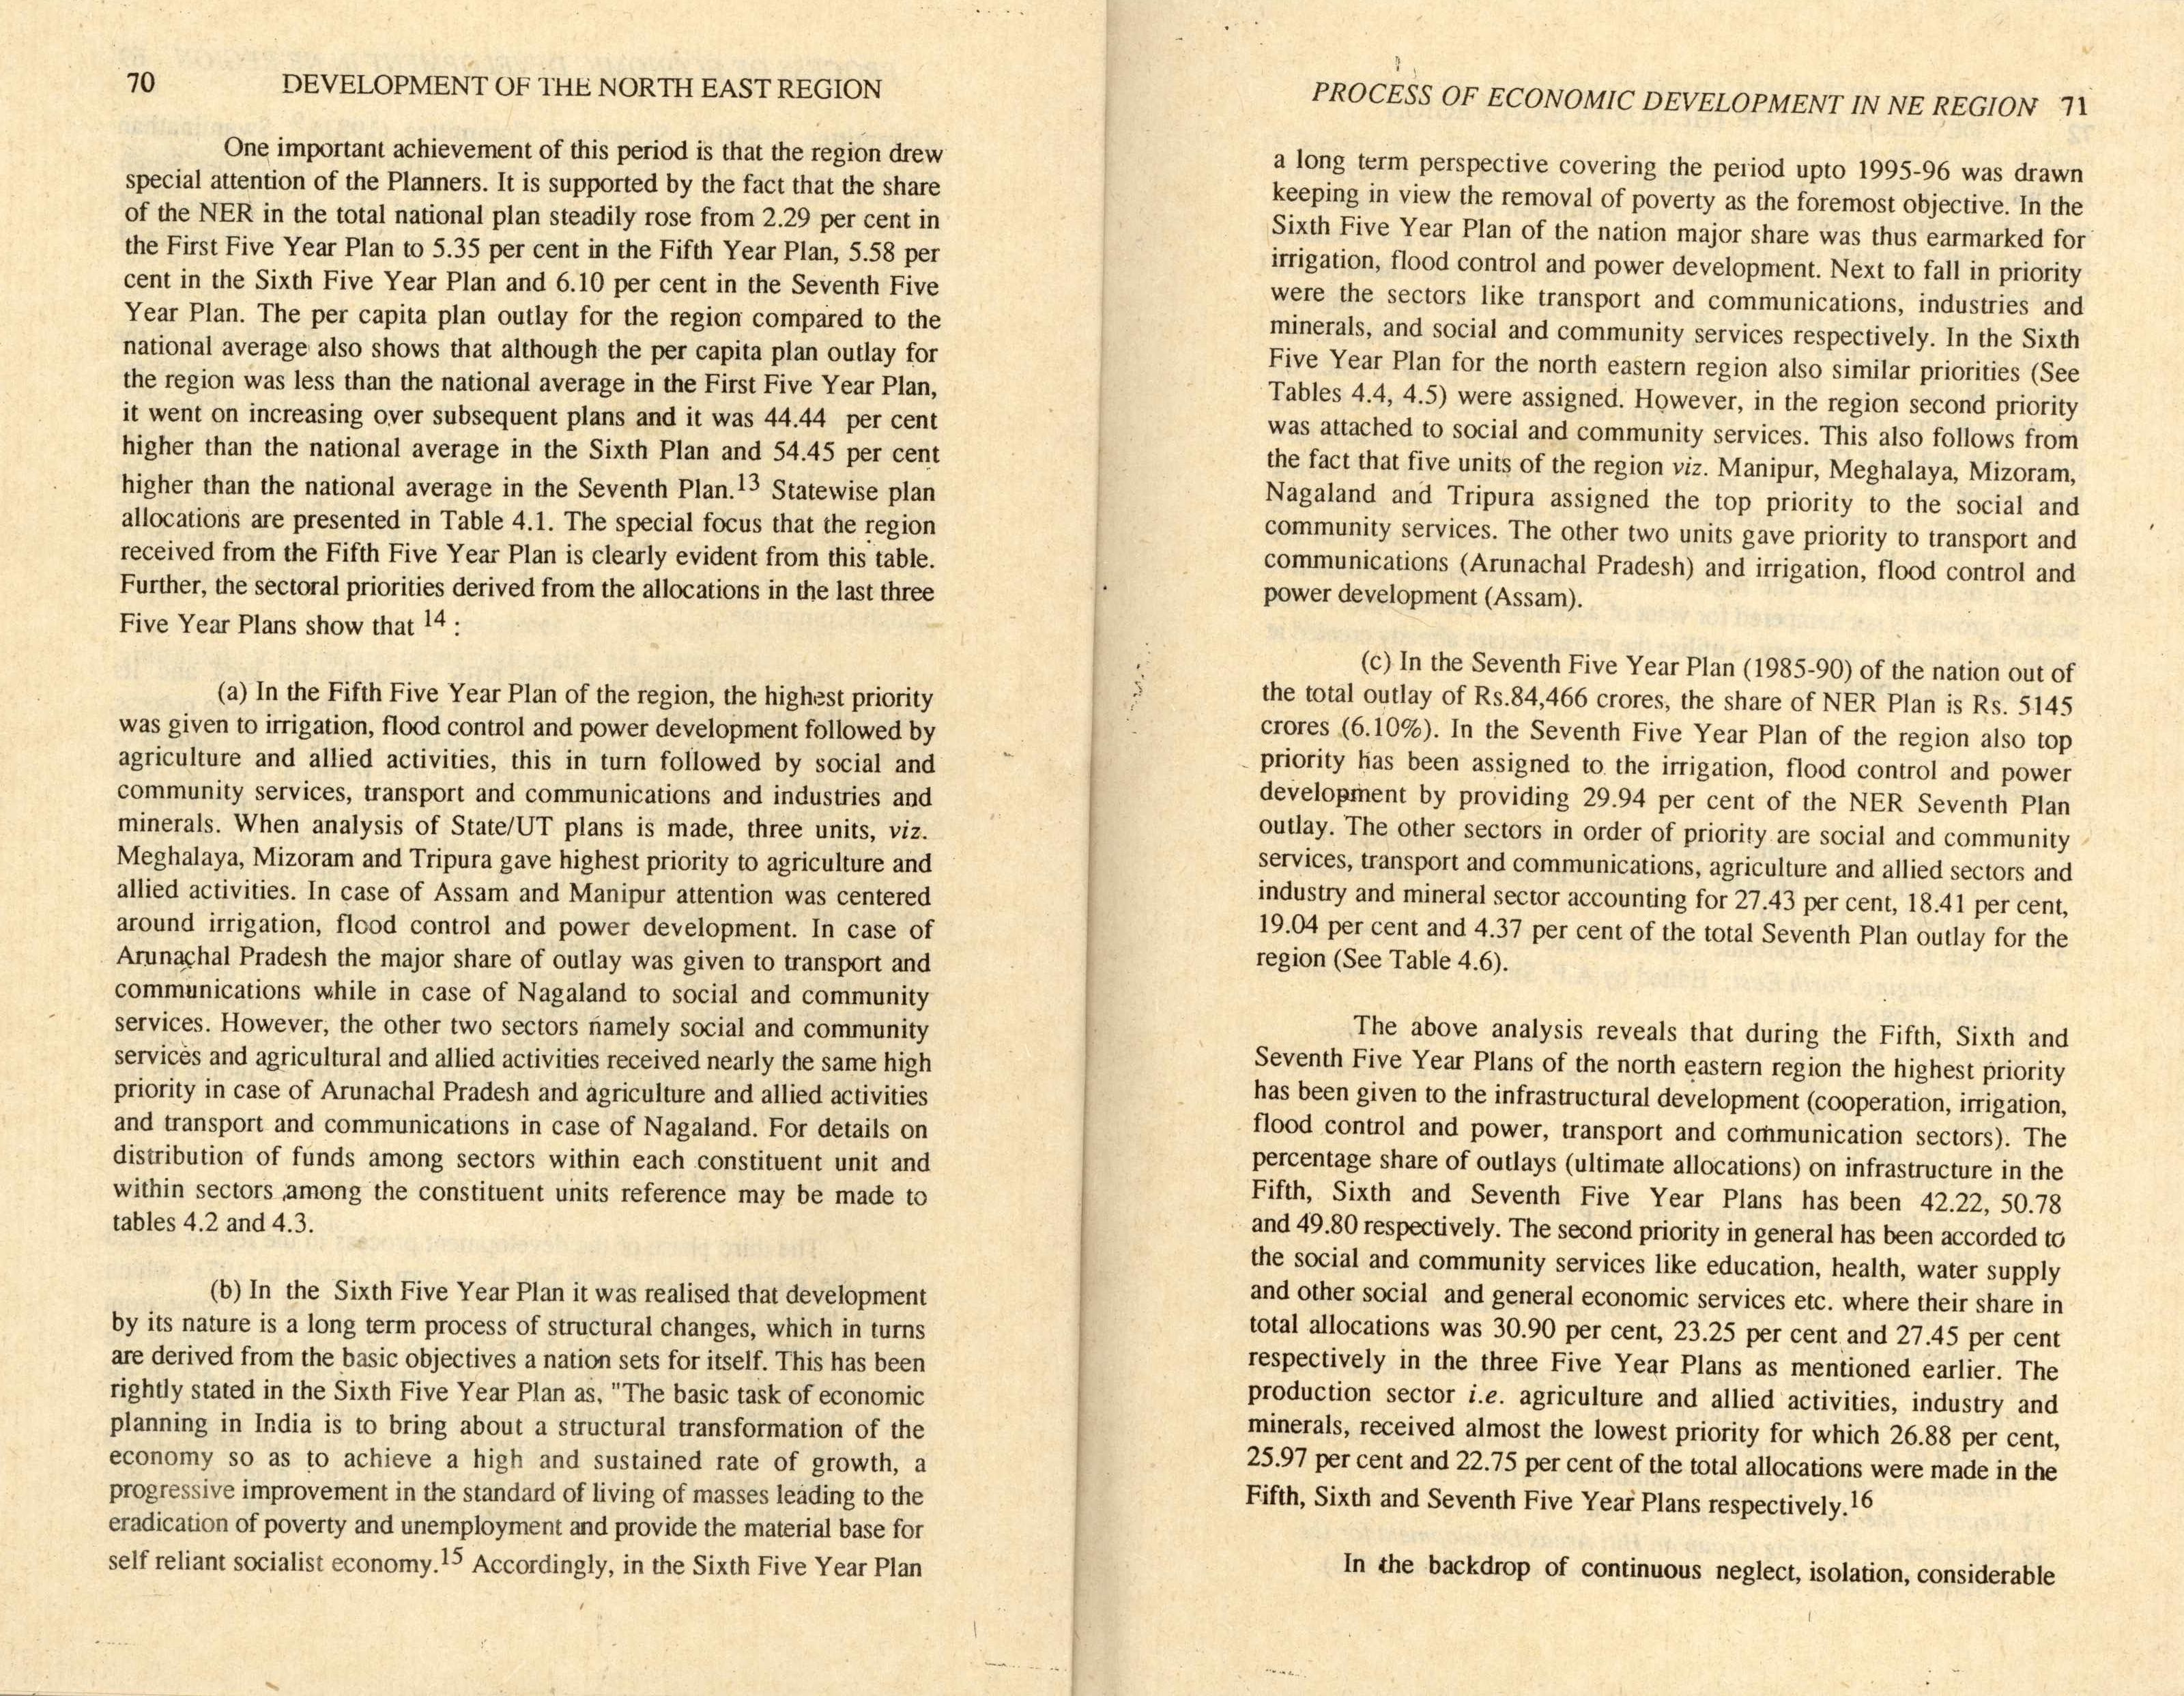 70 DEVELOPMENT OF THE NORTH EAST REGION
One important achievement of this period is that the region drew
special attention of the Planners. It is supported by the fact that the share
of the NER in the total national plan steadily rose from 2.29 per cent in
the First Five Year Plan to 5.35 per cent in the Fifth Year Plan, 5.58 per
cent in the Sixth Five Year Plan and 6.10 per cent in the Seventh Five
Year Plan. The per capita plan outlay for the region compared to the
national average also shows that although the per capita plan outlay for
the region was less than the national average in the First Five Year Plan,
it went on increasing over subsequent plans and it was 44.44 per cent
higher than the national average in the Sixth Plan and 54.45 per cent
higher than the national average in the Seventh Plan.13 Statewise plan
allocations are presented in Table 4.1. The special focus that the region
received from the Fifth Five Year Plan is clearly evident from this table.
Further, the sectoral priorities derived from the allocations in the last three
Five Year Plans show that 14 :
(a) In the Fifth Five Year Plan of the region, the highest priority
was given to irrigation, flood control and power development followed by
agriculture and allied activities, this in turn followed by social and
community services, transport and communications and industries and
minerals. When analysis of State/UT plans is made, three units, viz.
Meghalaya, Mizoram and Tripura gave highest priority to agriculture and
allied activities. In case of Assam and Manipur attention was centered
around irrigation, flood control and power development. In case of
Arunachal Pradesh the major share of outlay was given to transport and
communications while in case of Nagaland to social and community
services. However, the other two sectors namely social and community
services and agricultural and allied activities received nearly the same high
priority in case of Arunachal Pradesh and agriculture and allied activities
and transport and communications in case of Nagaland. For details on
distribution of funds among sectors within each constituent unit and
within sectors among the constituent units reference may be made to
tables 4.2 and 4.3.
(b) In the Sixth Five Year Plan it was realised that development
by its nature is a long term process of structural changes, which in turns
are derived from the basic objectives a nation sets for itself. This has been
rightly stated in the Sixth Five Year Plan as, "The basic task of economic
planning in India is to bring about a structural transformation of the
economy so as to achieve a high and sustained rate of growth, a
progressive improvement in the standard of living of masses leading to the
eradication of poverty and unemployment and provide the material base for
self reliant socialist economy.15 Accordingly, in the Sixth Five Year Plan
PROCESS OF ECONOMIC DEVELOPMENT IN NE REGION 71
a long term perspective covering the period upto 1995-96 was drawn
keeping in view the removal of poverty as the foremost objective. In the
Sixth Five Year Plan of the nation major share was thus earmarked for
irrigation, flood control and power development. Next to fall in priority
were the sectors like transport and communications, industries and
minerals, and social and community services respectively. In the Sixth
Five Year Plan for the north eastern region also similar priorities (See
Tables 4.4, 4.5) were assigned. However, in the region second priority
was attached to social and community services. This also follows from
the fact that five units of the region viz. Manipur, Meghalaya, Mizoram,
Nagaland and Tripura assigned the top priority to the social and
community services. The other two units gave priority to transport and
communications (Arunachal Pradesh) and irrigation, flood control and
power development (Assam).
(c) In the Seventh Five Year Plan (1985-90) of the nation out of
the total outlay of Rs.84,466 crores, the share of NER Plan is Rs. 5145
crores (6.10%). In the Seventh Five Year Plan of the region also top
priority has been assigned to the irrigation, flood control and power
development by providing 29.94 per cent of the NER Seventh Plan
outlay. The other sectors in order of priority are social and community
services, transport and communications, agriculture and allied sectors and
industry and mineral sector accounting for 27.43 per cent, 18.41 per cent,
19.04 per cent and 4.37 per cent of the total Seventh Plan outlay for the
region (See Table 4.6).
The above analysis reveals that during the Fifth, Sixth and
Seventh Five Year Plans of the north eastern region the highest priority
has been given to the infrastructural development (cooperation, irrigation,
flood control and power, transport and communication sectors). The
percentage share of outlays (ultimate allocations) on infrastructure in the
Fifth, Sixth and Seventh Five Year Plans has been 42.22, 50.78
and 49.80 respectively. The second priority in general has been accorded to
the social and community services like education, health, water supply
and other social and general economic services etc. where their share in
total allocations was 30.90 per cent, 23.25 per cent and 27.45 per cent
respectively in the three Five Year Plans as mentioned earlier. The
production sector i.e. agriculture and allied activities, industry and
minerals, received almost the lowest priority for which 26.88 per cent,
25.97 per cent and 22.75 per cent of the total allocations were made in the
Fifth, Sixth and Seventh Five Year Plans respectively.16
In the backdrop of continuous neglect, isolation, considerable